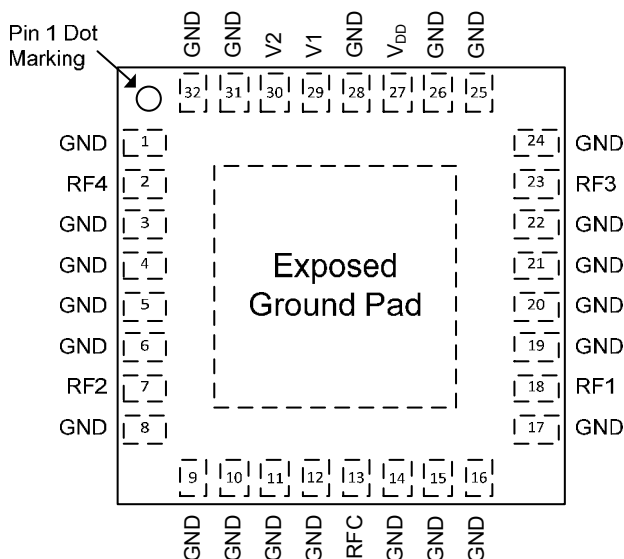 Pin 1 Dot
Marking
GND GND V2 V1 GND VDD GND GND
32 31 30 29 28 27 26 25
GND 1 24 GND
RF4 2 23 RF3
GND 3 22 GND
GND 4 21 GND
GND 5 20 GND
GND 6 19 GND
RF2 7 18 RF1
GND 8 17 GND
Exposed
Ground Pad
9 10 11 12 13 14 15 16
GND GND GND GND RFC GND GND GND